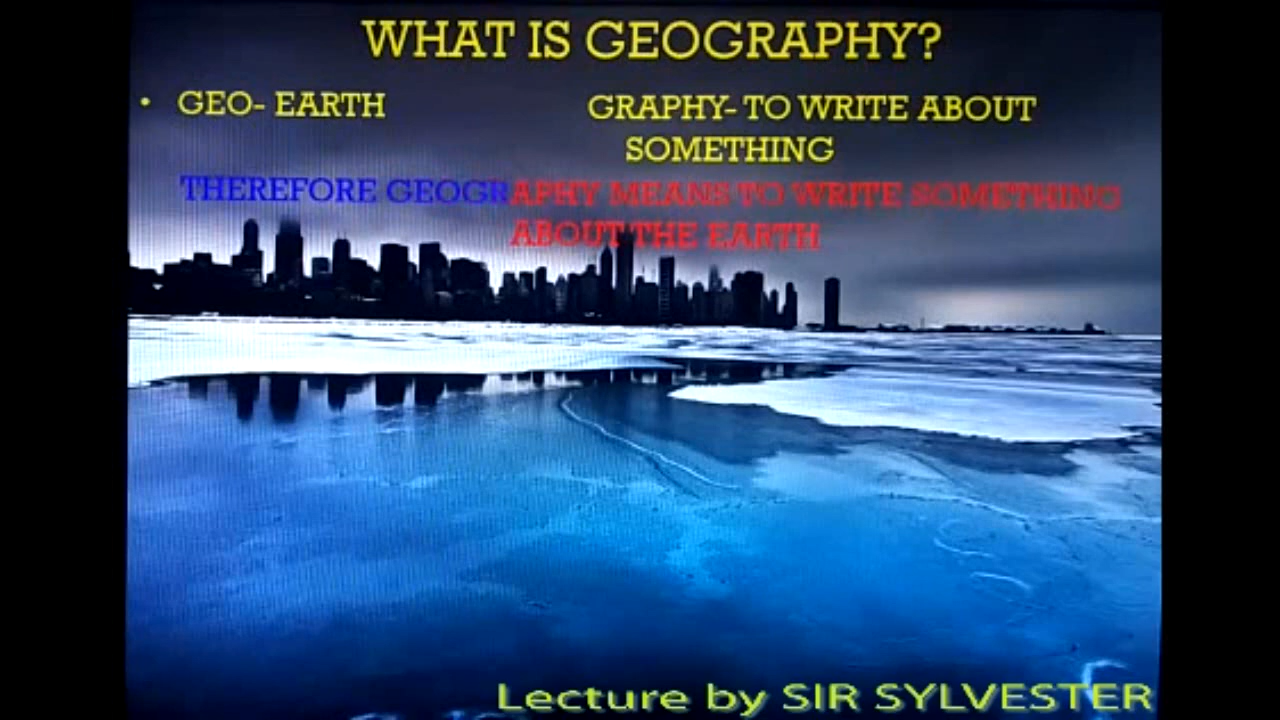 WHAT IS GEOGRAPHY?
• GEO- EARTH GRAPHY- TO WRITE ABOUT
SOMETHING
THEREFORE GEOGRAPHY MEANS TO WRITE SOMETHING
ABOUT THE EARTH
Lecture by SIR SYLVESTER